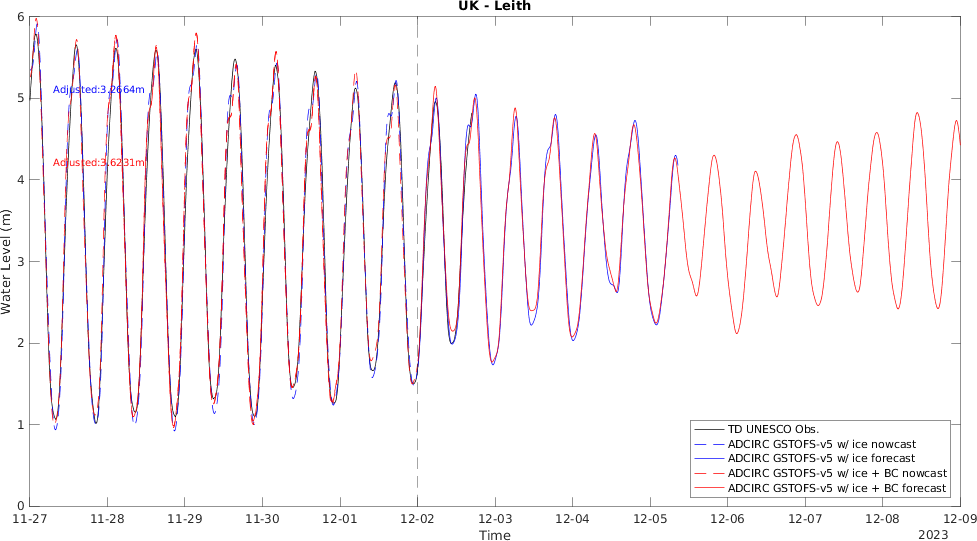 UK - Leith
6
5
4
3
2
1
0
Water Level (m)
Adjusted:3.2664m
Adjusted:3.6231m
TD UNESCO Obs.
ADCIRC GSTOFS-v5 w/ ice nowcast
ADCIRC GSTOFS-v5 w/ ice forecast
ADCIRC GSTOFS-v5 w/ ice + BC nowcast
ADCIRC GSTOFS-v5 w/ ice + BC forecast
11-27 11-28 11-29 11-30 12-01 12-02 12-03 12-04 12-05 12-06 12-07 12-08 12-09
Time
2023